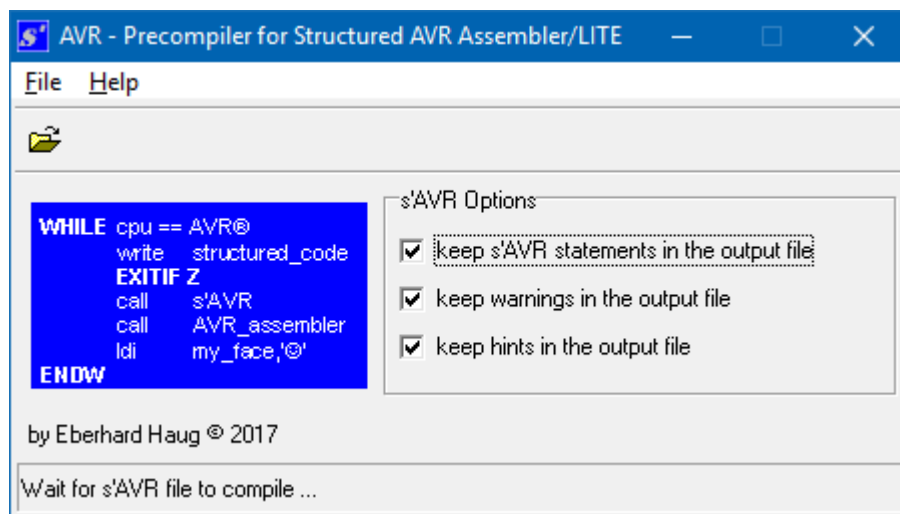 s' AVR - Precompiler for Structured AVR Assembler/LITE
File Help
WHILE cpu == AVR®
write structured_code
EXITIF Z
call s'AVR
call AVR_assembler
ldi my_face,'☺'
ENDW
s'AVR Options
keep s'AVR statements in the output file
keep warnings in the output file
keep hints in the output file
by Eberhard Haug © 2017
Wait for s'AVR file to compile ...